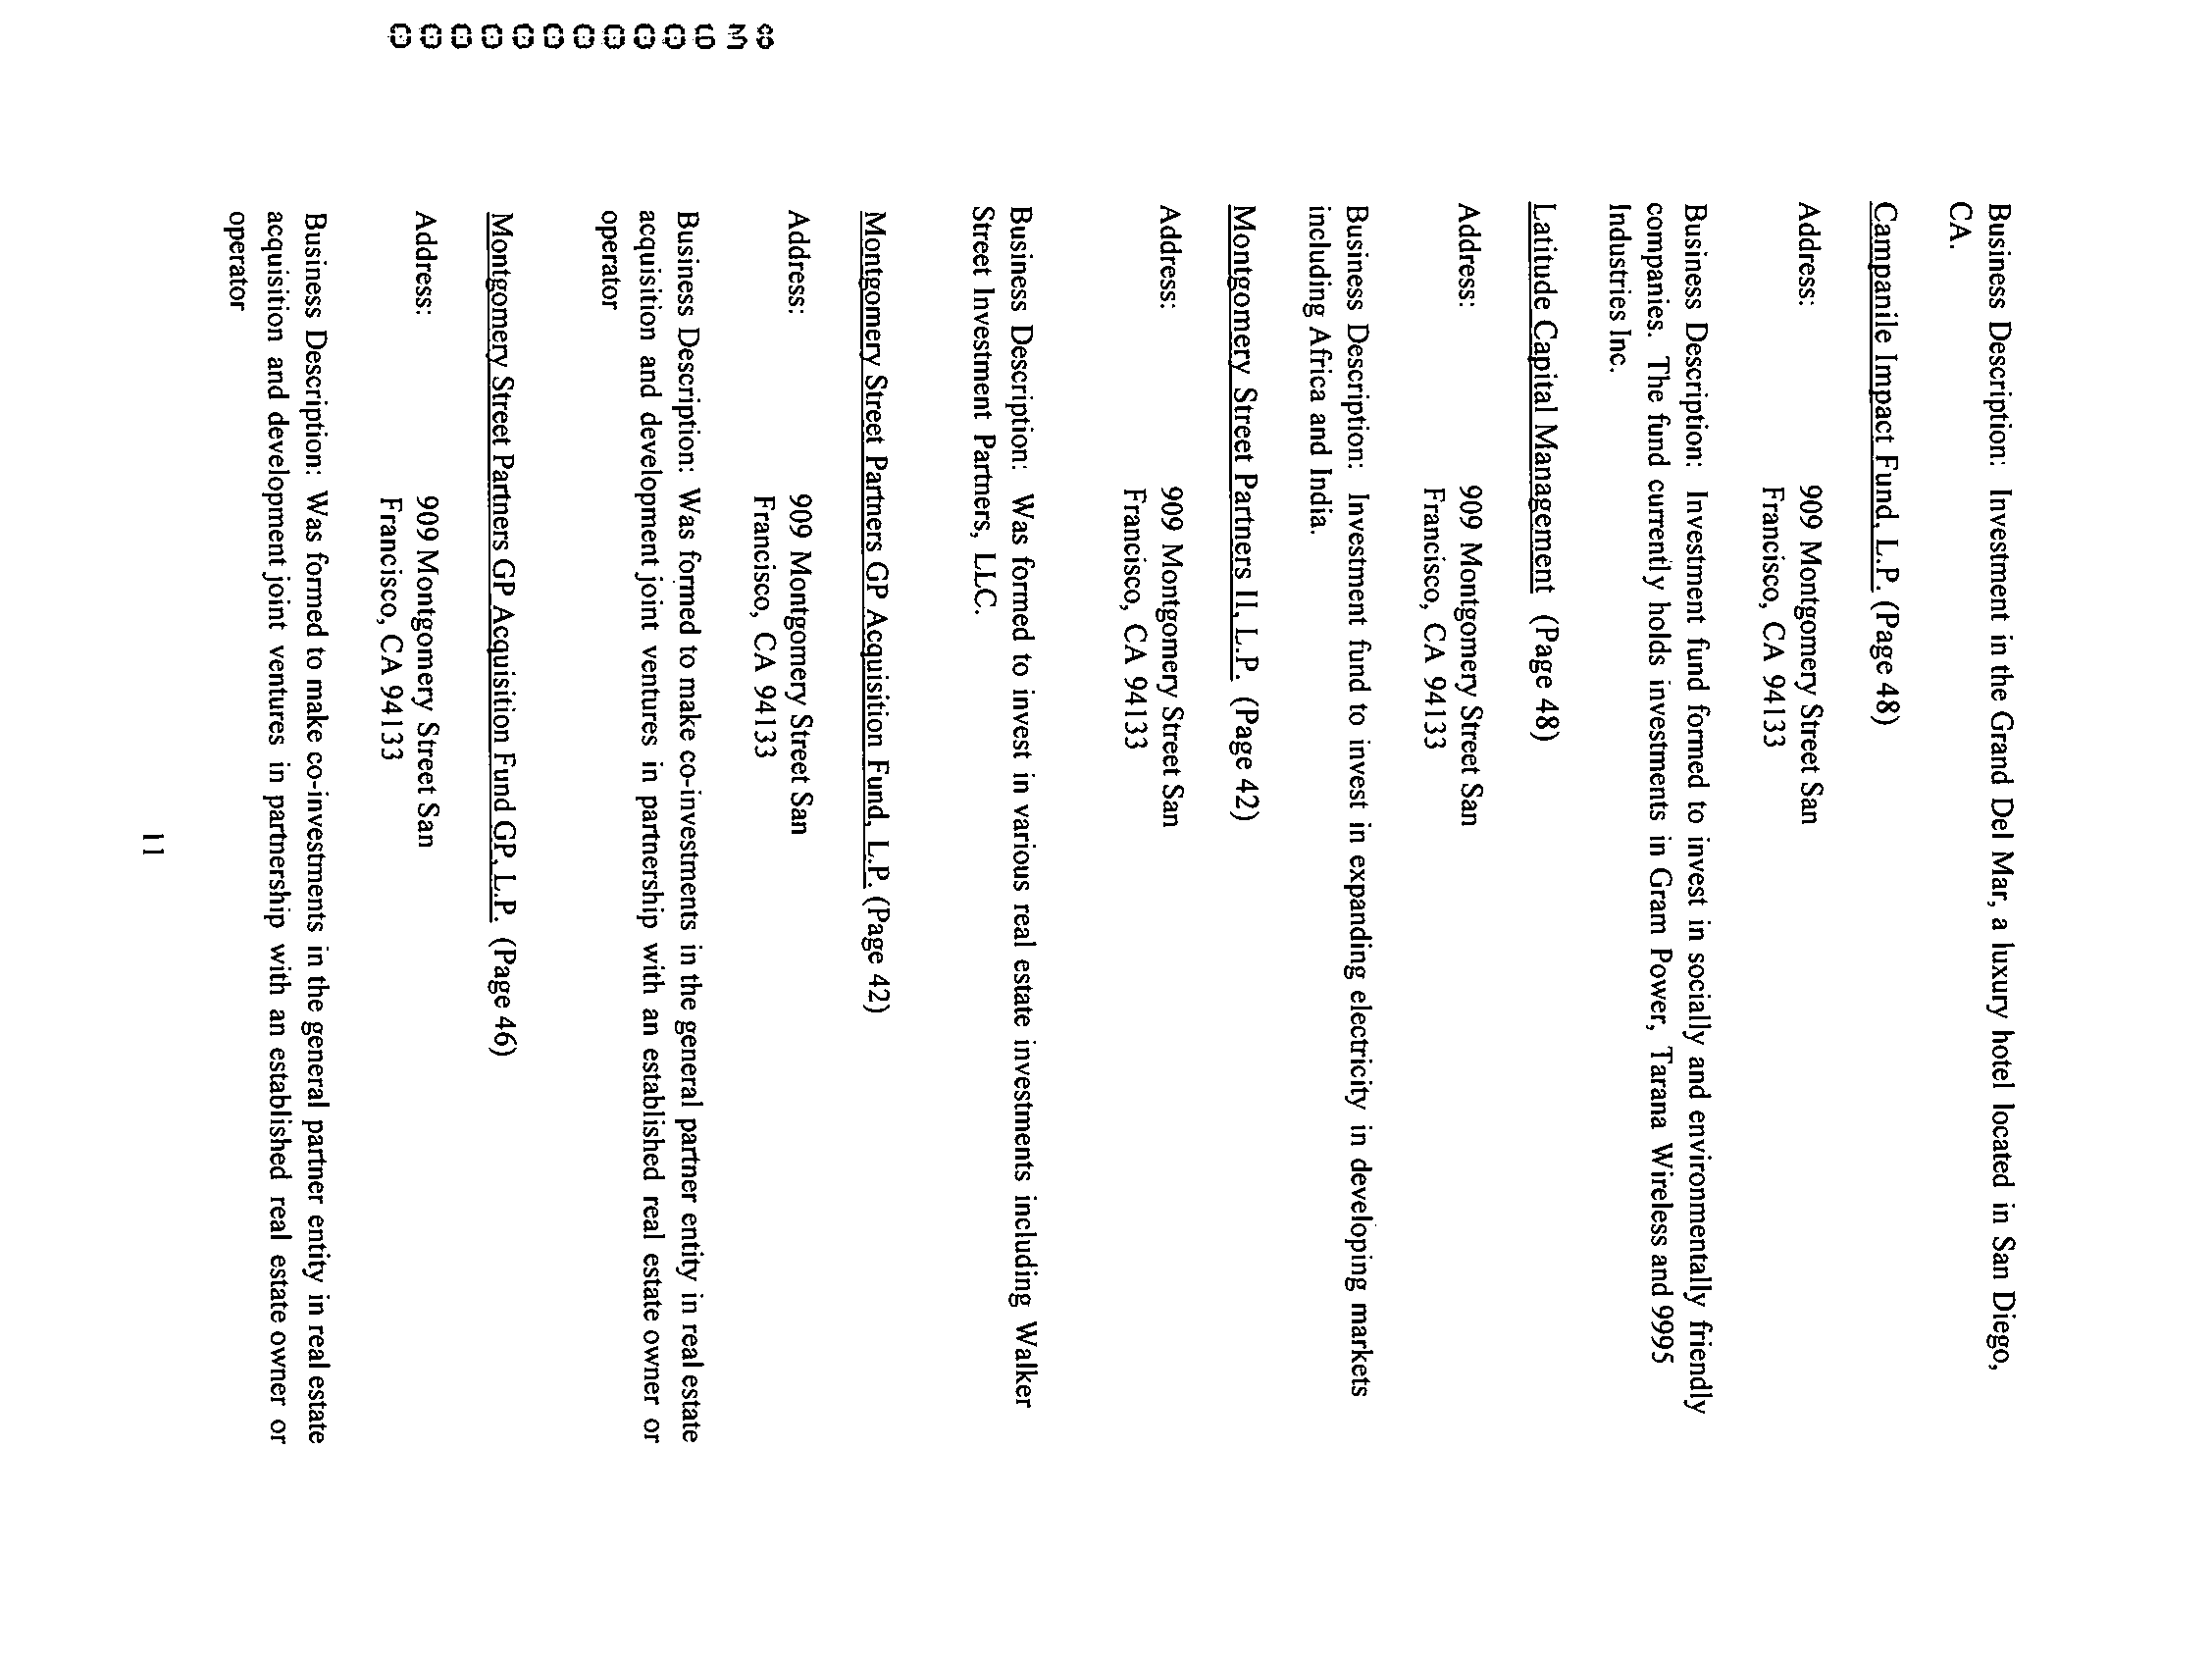 Business Description: Investment in the Grand Del Mar, a luxury hotel located in San Diego,
CA.
Campanile Impact Fund, L.P. (Page 48)
Address: 909 Montgomery Street San
Francisco, CA 94133
Business Description: Investment fund formed to invest in socially and environmentally friendly
companies. The fund currently holds investments in Gram Power, Tarana Wireless and 9995
Industries Inc.
Latitude Capital Management (Page 48)
Address: 909 Montgomery Street San
Francisco, CA 94133
Business Description: Investment fund to invest in expanding electricity in developing markets
including Africa and India.
Montgomery Street Partners II, L.P. (Page 42)
Address: 909 Montgomery Street San
Francisco, CA 94133
Business Description: Was formed to invest in various real estate investments including Walker
Street Investment Partners, LLC.
Montgomery Street Partners GP Acquisition Fund, L.P. (Page 42)
Address: 909 Montgomery Street San
Francisco, CA 94133
Business Description: Was formed to make co-investments in the general partner entity in real estate
acquisition and development joint ventures in partnership with an established real estate owner or
operator
Montgomery Street Partners GP Acquisition Fund GP, L.P. (Page 46)
Address: 909 Montgomery Street San
Francisco, CA 94133
Business Description: Was formed to make co-investments in the general partner entity in real estate
acquisition and development joint ventures in partnership with an established real estate owner or
operator
11